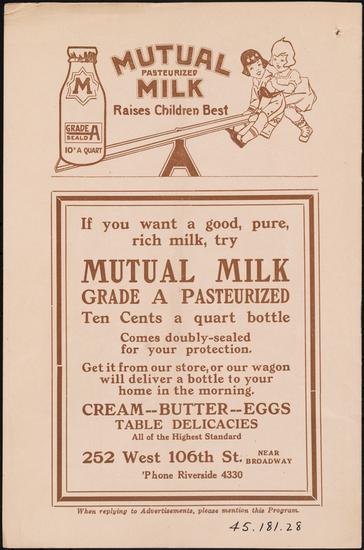 MUTUAL
PASTEURIZED
MILK
Raises Children Best
M
GRADE A
SEALD
10¢ A QUART
If you want a good, pure,
rich milk, try
MUTUAL MILK
GRADE A PASTEURIZED
Ten Cents a quart bottle
Comes doubly-sealed
for your protection.
Get it from our store, or our wagon
will deliver a bottle to your
home in the morning.
CREAM--BUTTER--EGGS
TABLE DELICACIES
All of the Highest Standard
252 West 106th St. NEAR BROADWAY
'Phone Riverside 4330
When replying to Advertisements, please mention this Program.
45.181.28